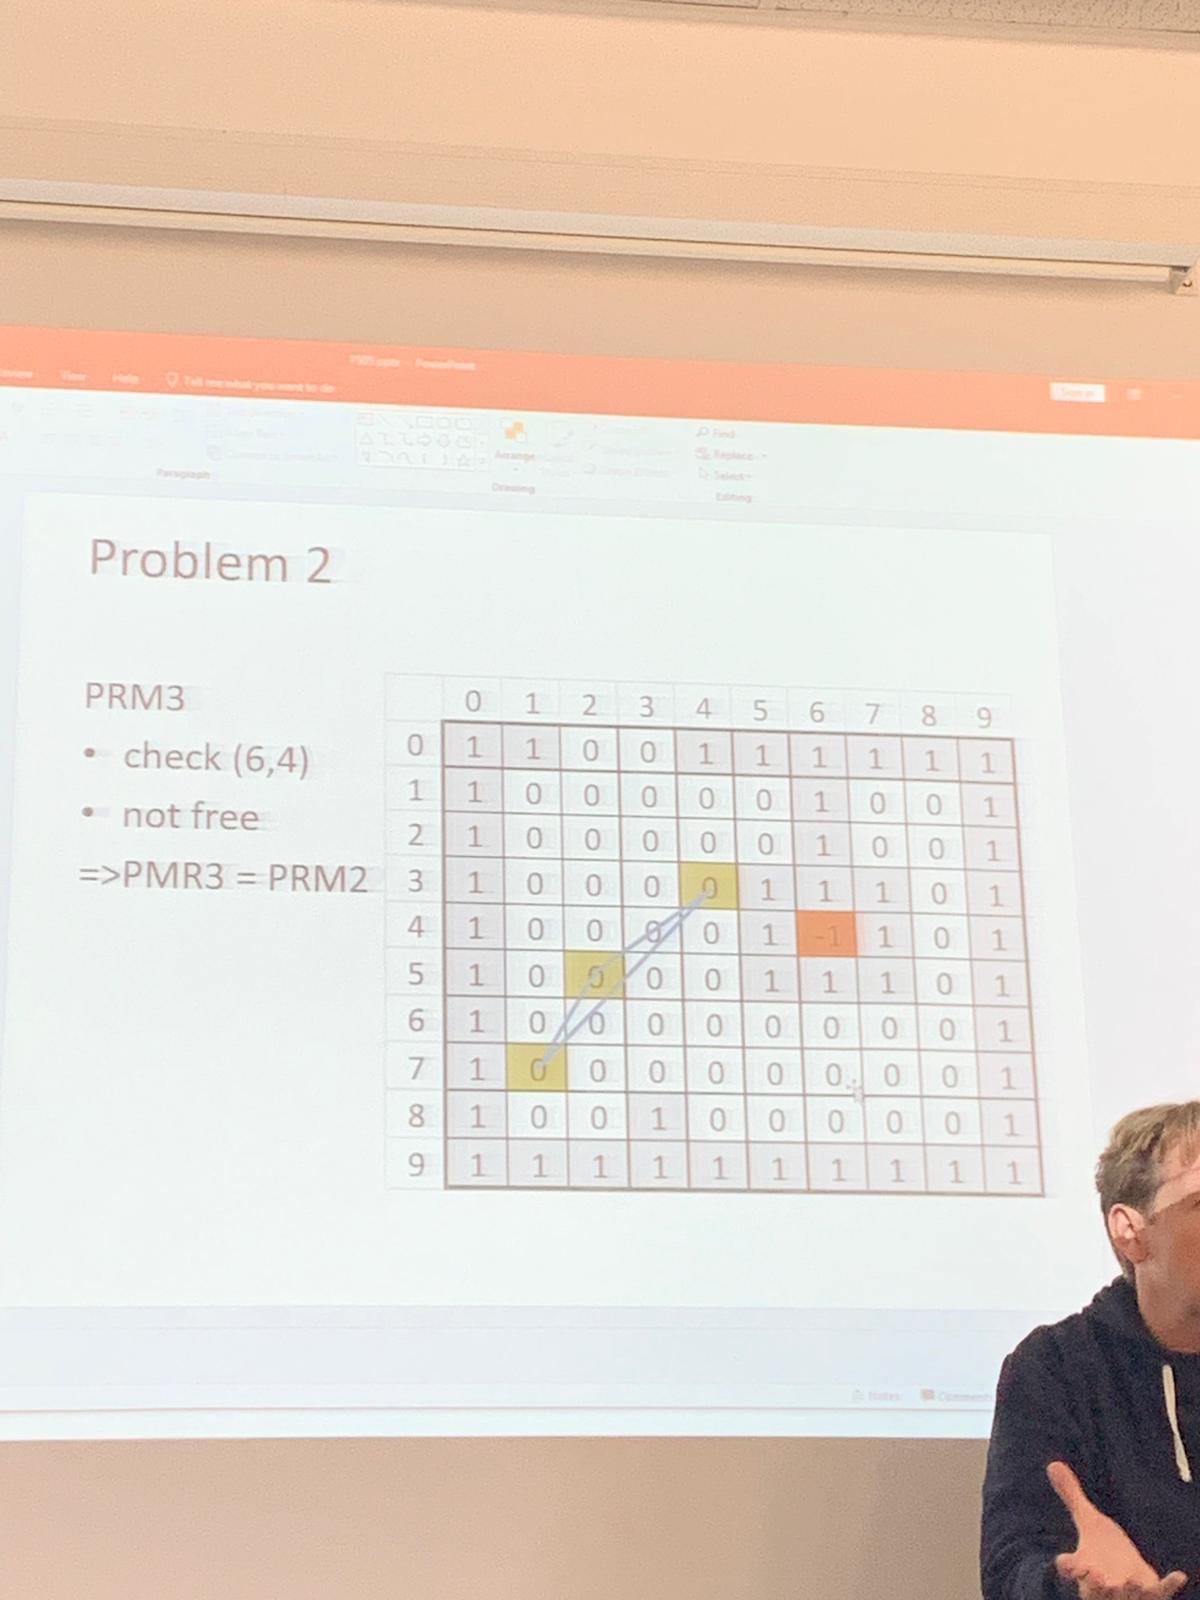 PS05.pptx - PowerPoint
View Help Tell me what you want to do
Sign in
Find
Replace
Select
Arrange
Paragraph
Drawing
Editing
Problem 2
PRM3
• check (6,4)
• not free
=>PMR3 = PRM2
0 1 2 3 4 5 6 7 8 9
0 1 1 0 0 1 1 1 1 1 1
1 1 0 0 0 0 0 1 0 0 1
2 1 0 0 0 0 0 1 0 0 1
3 1 0 0 0 0 1 1 1 0 1
4 1 0 0 0 0 1 -1 1 0 1
5 1 0 0 0 0 1 1 1 0 1
6 1 0 0 0 0 0 0 0 0 1
7 1 0 0 0 0 0 0 0 0 1
8 1 0 0 1 0 0 0 0 0 1
9 1 1 1 1 1 1 1 1 1 1
Notes